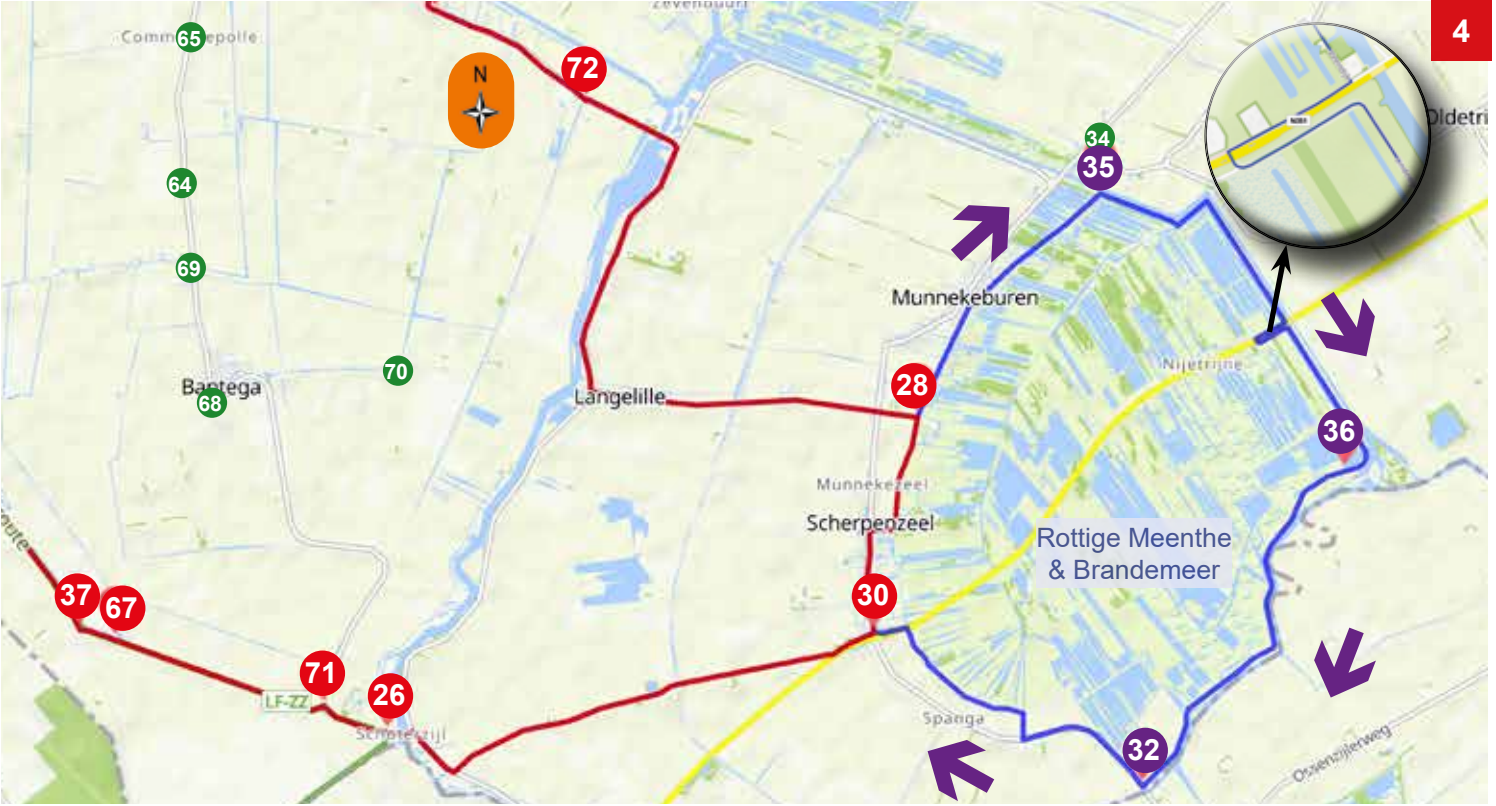 Zevenbuurt
4
65
72
N
34
35
64
69
Munnekeburen
Nijetrijne
70
Bantega
68
Langelille
28
36
Munnekezeel
Scherpenzeel
Rottige Meenthe
& Brandemeer
37
67
30
71
26
LF-ZZ
Schoterzijl
Spanga
32
Ossenzijlerweg